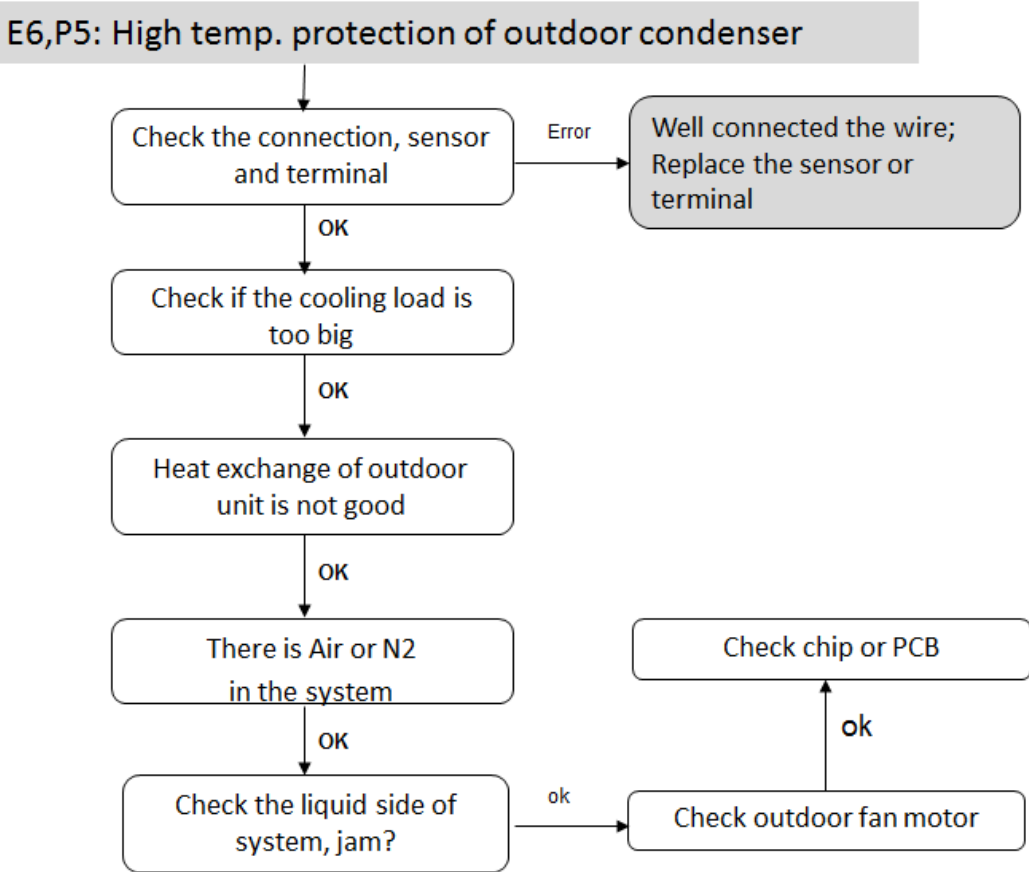 E6,P5: High temp. protection of outdoor condenser
Check the connection, sensor
and terminal
Error
Well connected the wire;
Replace the sensor or
terminal
OK
Check if the cooling load is
too big
OK
Heat exchange of outdoor
unit is not good
OK
There is Air or N2
in the system
Check chip or PCB
OK
ok
Check the liquid side of
system, jam?
ok
Check outdoor fan motor